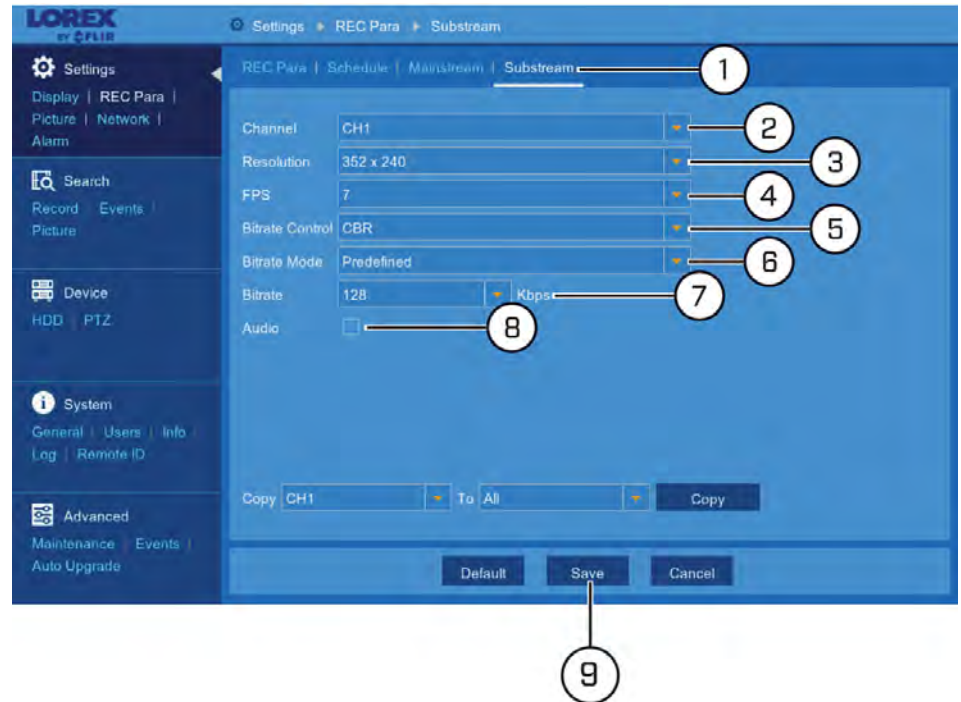 LOREX
BY FLIR
Settings REC Para Substream
Settings
Display | REC Para |
Picture | Network |
Alarm
Search
Record | Events |
Picture
Device
HDD | PTZ
System
General | Users | Info |
Log | Remote ID
Advanced
Maintenance | Events |
Auto Upgrade
REC Para | Schedule | Mainstream | Substream 1
Channel CH1 2
Resolution 352 x 240 3
FPS 7 4
Bitrate Control CBR 5
Bitrate Mode Predefined 6
Bitrate 128 Kbps 7
Audio 8
Copy CH1 To All Copy
Default Save Cancel
9